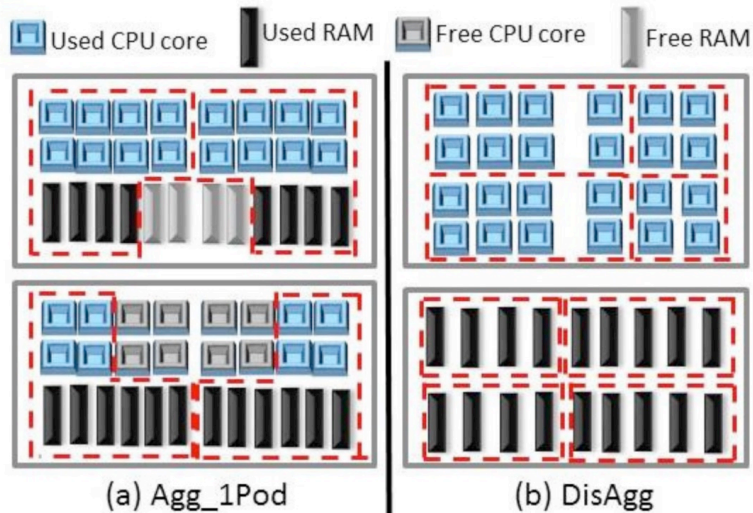 Used CPU core Used RAM Free CPU core Free RAM
(a) Agg_1Pod (b) DisAgg